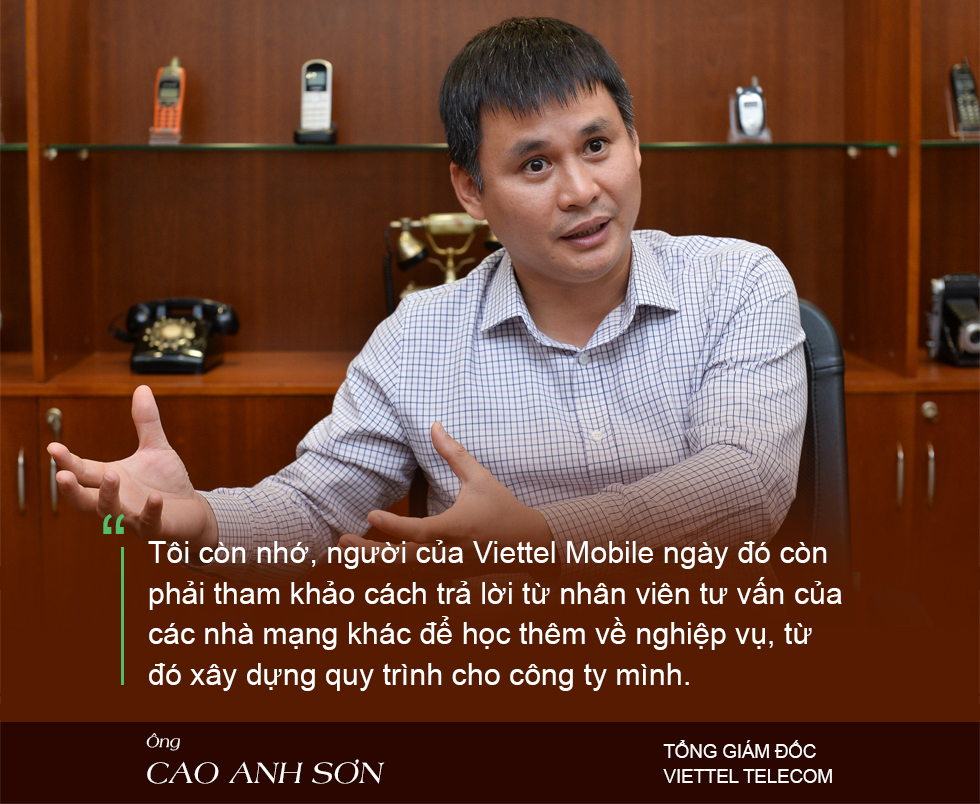 “
Tôi còn nhớ, người của Viettel Mobile ngày đó còn
phải tham khảo cách trả lời từ nhân viên tư vấn của
các nhà mạng khác để học thêm về nghiệp vụ, từ
đó xây dựng quy trình cho công ty mình.
Ông
CAO ANH SƠN
TỔNG GIÁM ĐỐC
VIETTEL TELECOM